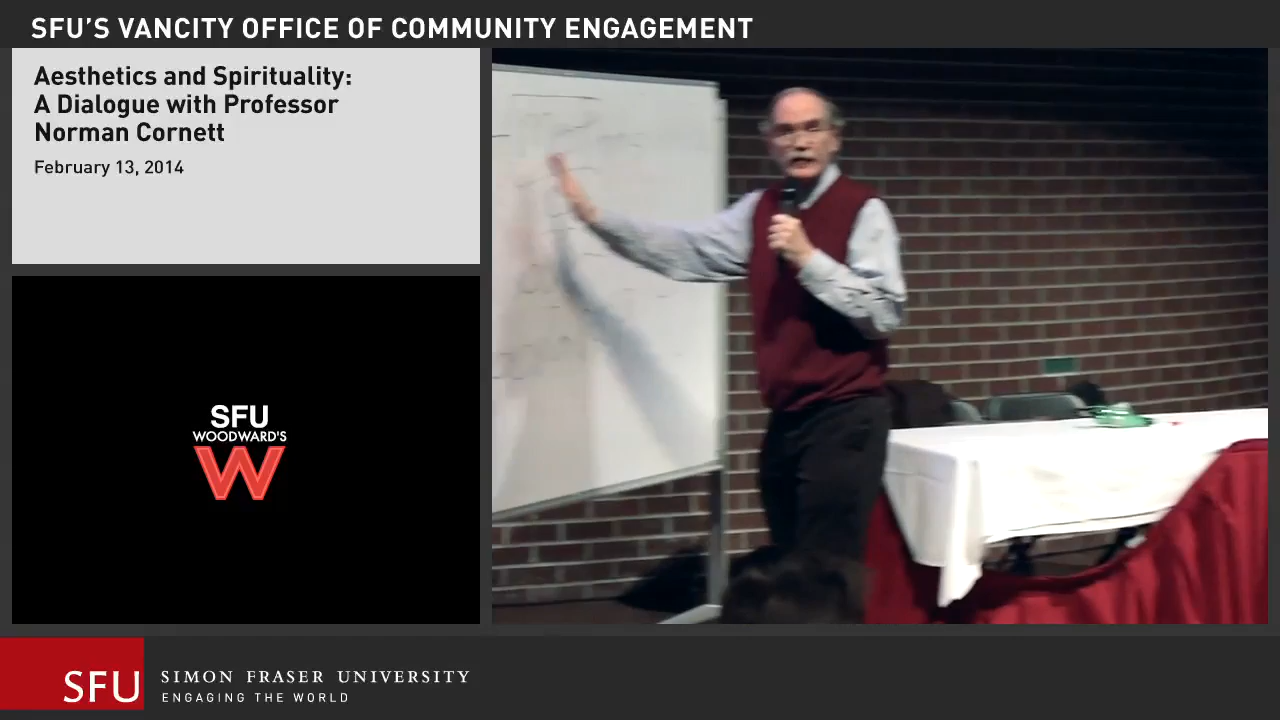 SFU'S VANCITY OFFICE OF COMMUNITY ENGAGEMENT
Aesthetics and Spirituality:
A Dialogue with Professor
Norman Cornett
February 13, 2014
SFU
WOODWARD'S
W
SFU
SIMON FRASER UNIVERSITY
ENGAGING THE WORLD